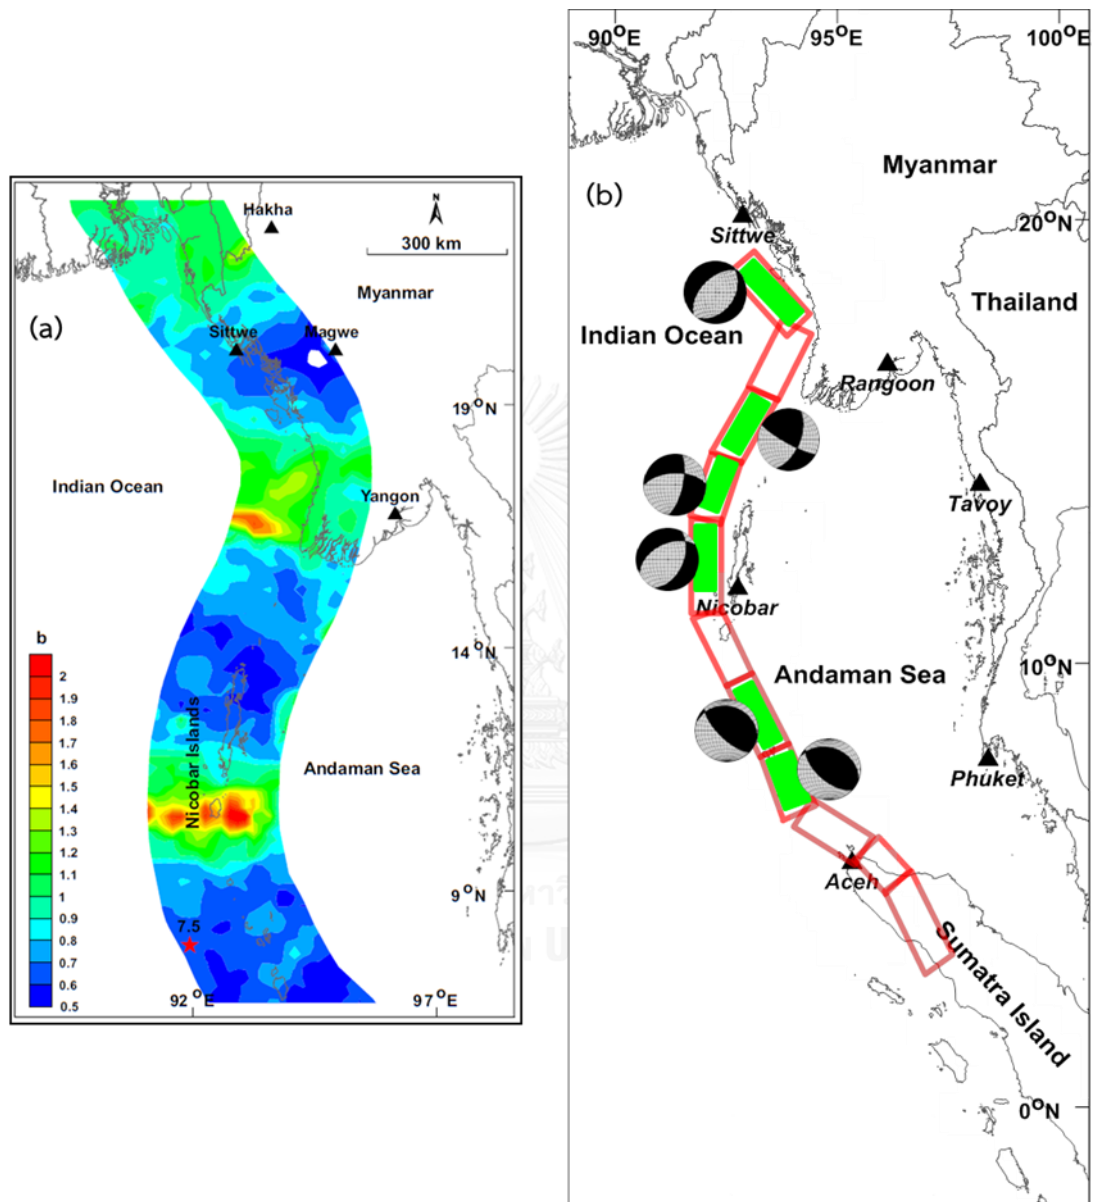 (a)
Hakha
N
300 km
Myanmar
Sittwe
Magwe
19°N
Indian Ocean
Yangon
b
2
1.9
1.8
1.7
1.6
1.5
1.4
1.3
1.2
1.1
1
0.9
0.8
0.7
0.6
0.5
14°N
Nicobar Islands
Andaman Sea
9°N
7.5
92°E
97°E
(b)
90°E
95°E
100°E
Myanmar
20°N
Sittwe
Thailand
Indian Ocean
Rangoon
Tavoy
Nicobar
10°N
Andaman Sea
Phuket
Aceh
Sumatra Island
0°N